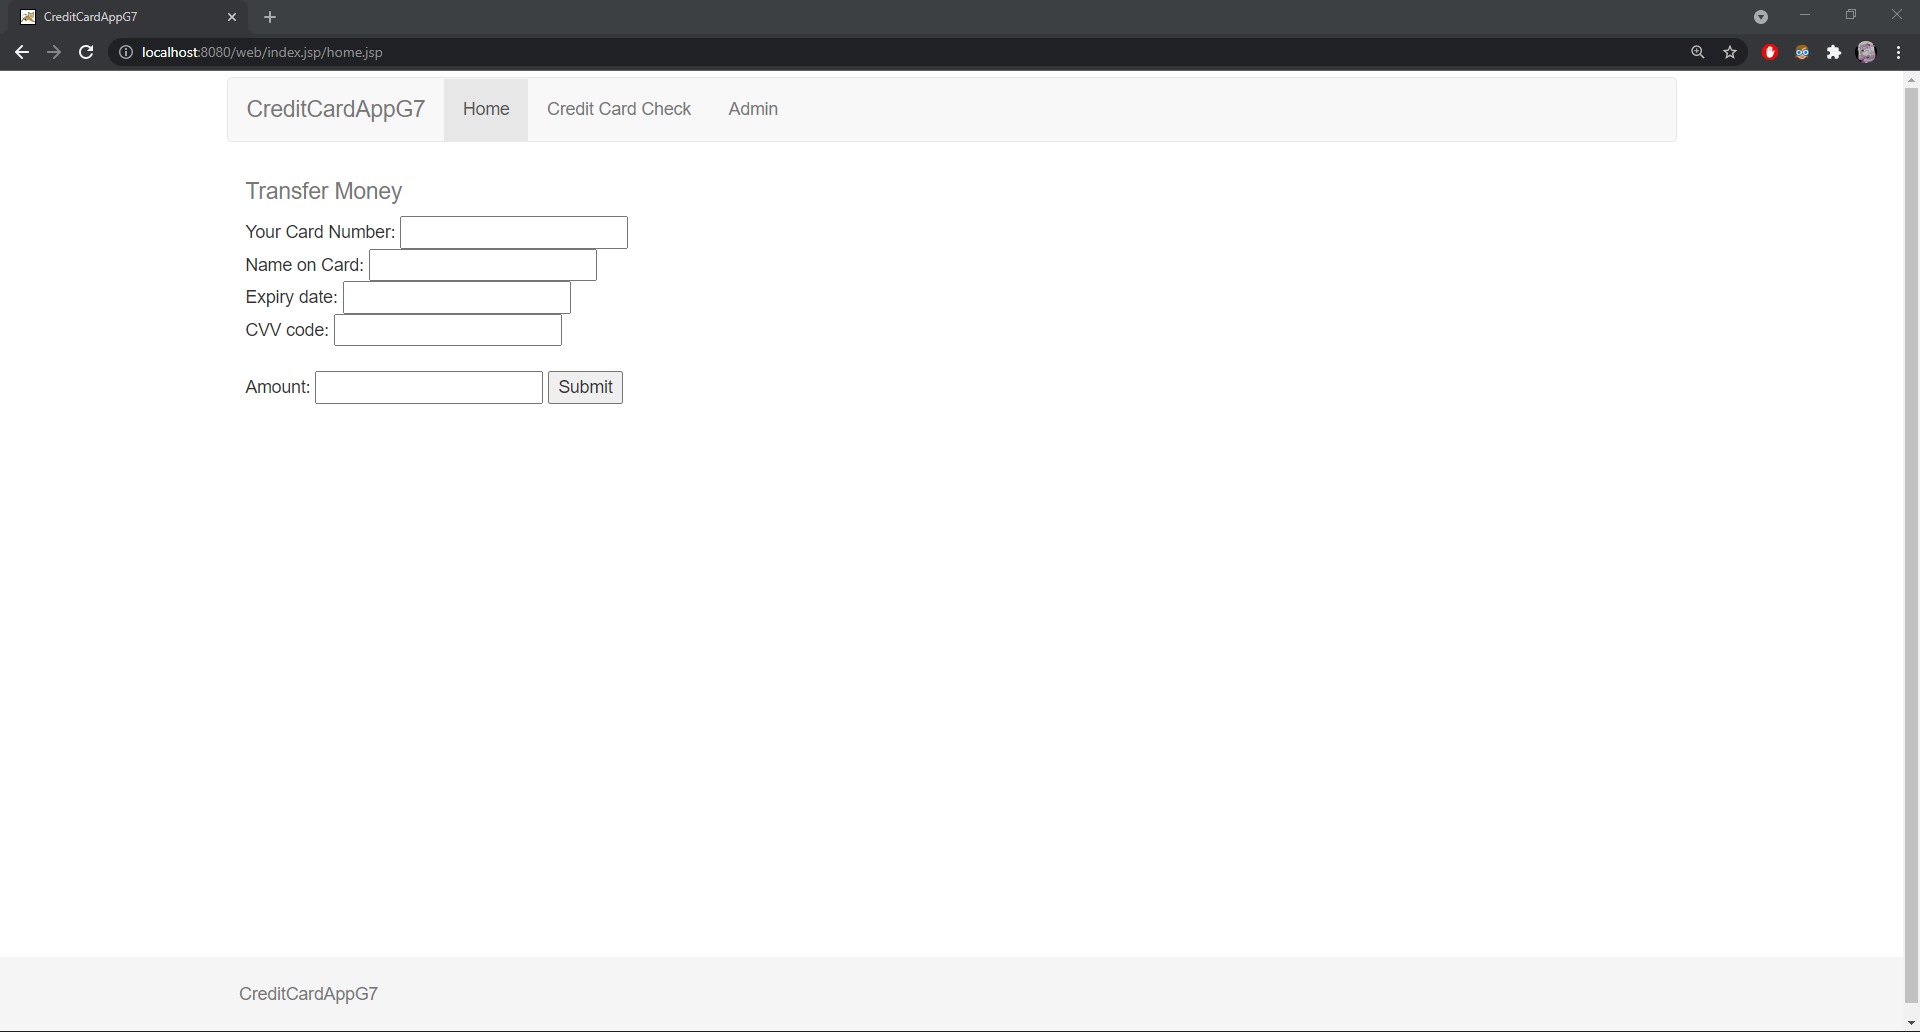 CreditCardAppG7
localhost:8080/web/index.jsp/home.jsp
CreditCardAppG7 Home Credit Card Check Admin
Transfer Money
Your Card Number:
Name on Card:
Expiry date:
CVV code:
Amount: Submit
CreditCardAppG7